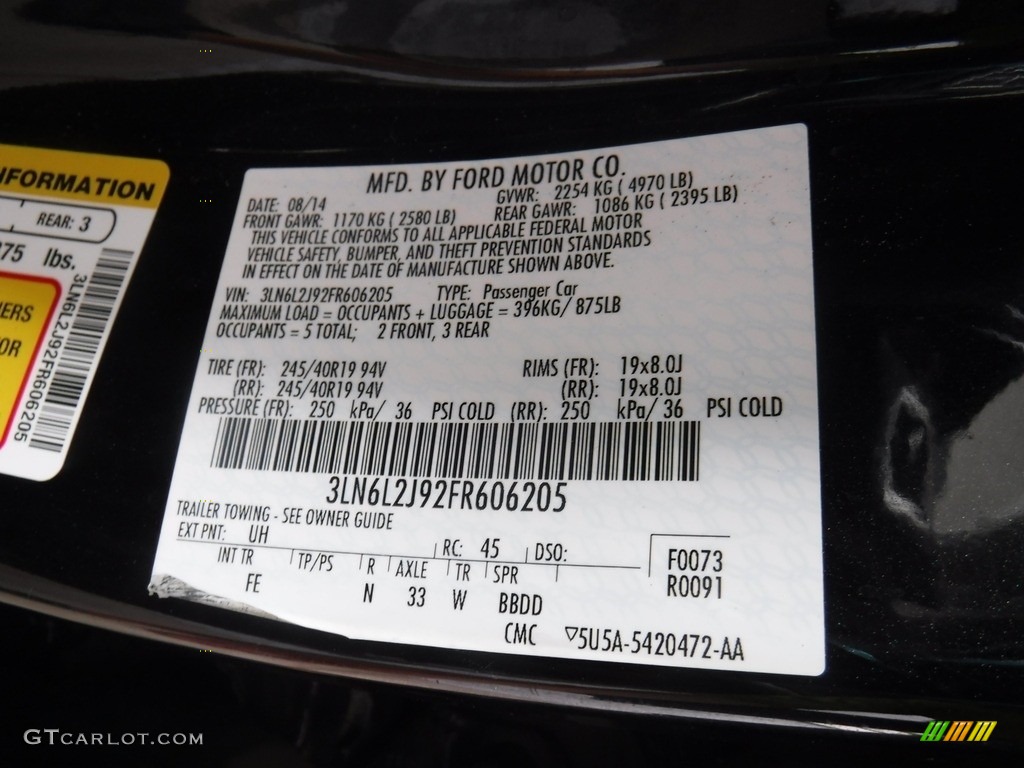 NFORMATION
REAR: 3
875 lbs.
ERS
OR
3LN6L2J92FR606205
MFD. BY FORD MOTOR CO.
DATE: 08/14 GVWR: 2254 KG ( 4970 LB)
FRONT GAWR: 1170 KG ( 2580 LB) REAR GAWR: 1086 KG ( 2395 LB)
THIS VEHICLE CONFORMS TO ALL APPLICABLE FEDERAL MOTOR
VEHICLE SAFETY, BUMPER, AND THEFT PREVENTION STANDARDS
IN EFFECT ON THE DATE OF MANUFACTURE SHOWN ABOVE.
VIN: 3LN6L2J92FR606205 TYPE: Passenger Car
MAXIMUM LOAD = OCCUPANTS + LUGGAGE = 396KG/ 875LB
OCCUPANTS = 5 TOTAL; 2 FRONT, 3 REAR
TIRE (FR): 245/40R19 94V RIMS (FR): 19x8.0J
(RR): 245/40R19 94V (RR): 19x8.0J
PRESSURE (FR): 250 kPa/ 36 PSI COLD (RR): 250 kPa/ 36 PSI COLD
3LN6L2J92FR606205
TRAILER TOWING - SEE OWNER GUIDE
EXT PNT: UH RC: 45 DSO: F0073
INT TR TP/PS R AXLE TR SPR R0091
FE N 33 W BBDD
CMC ▽5U5A-5420472-AA
GTCARLOT.COM